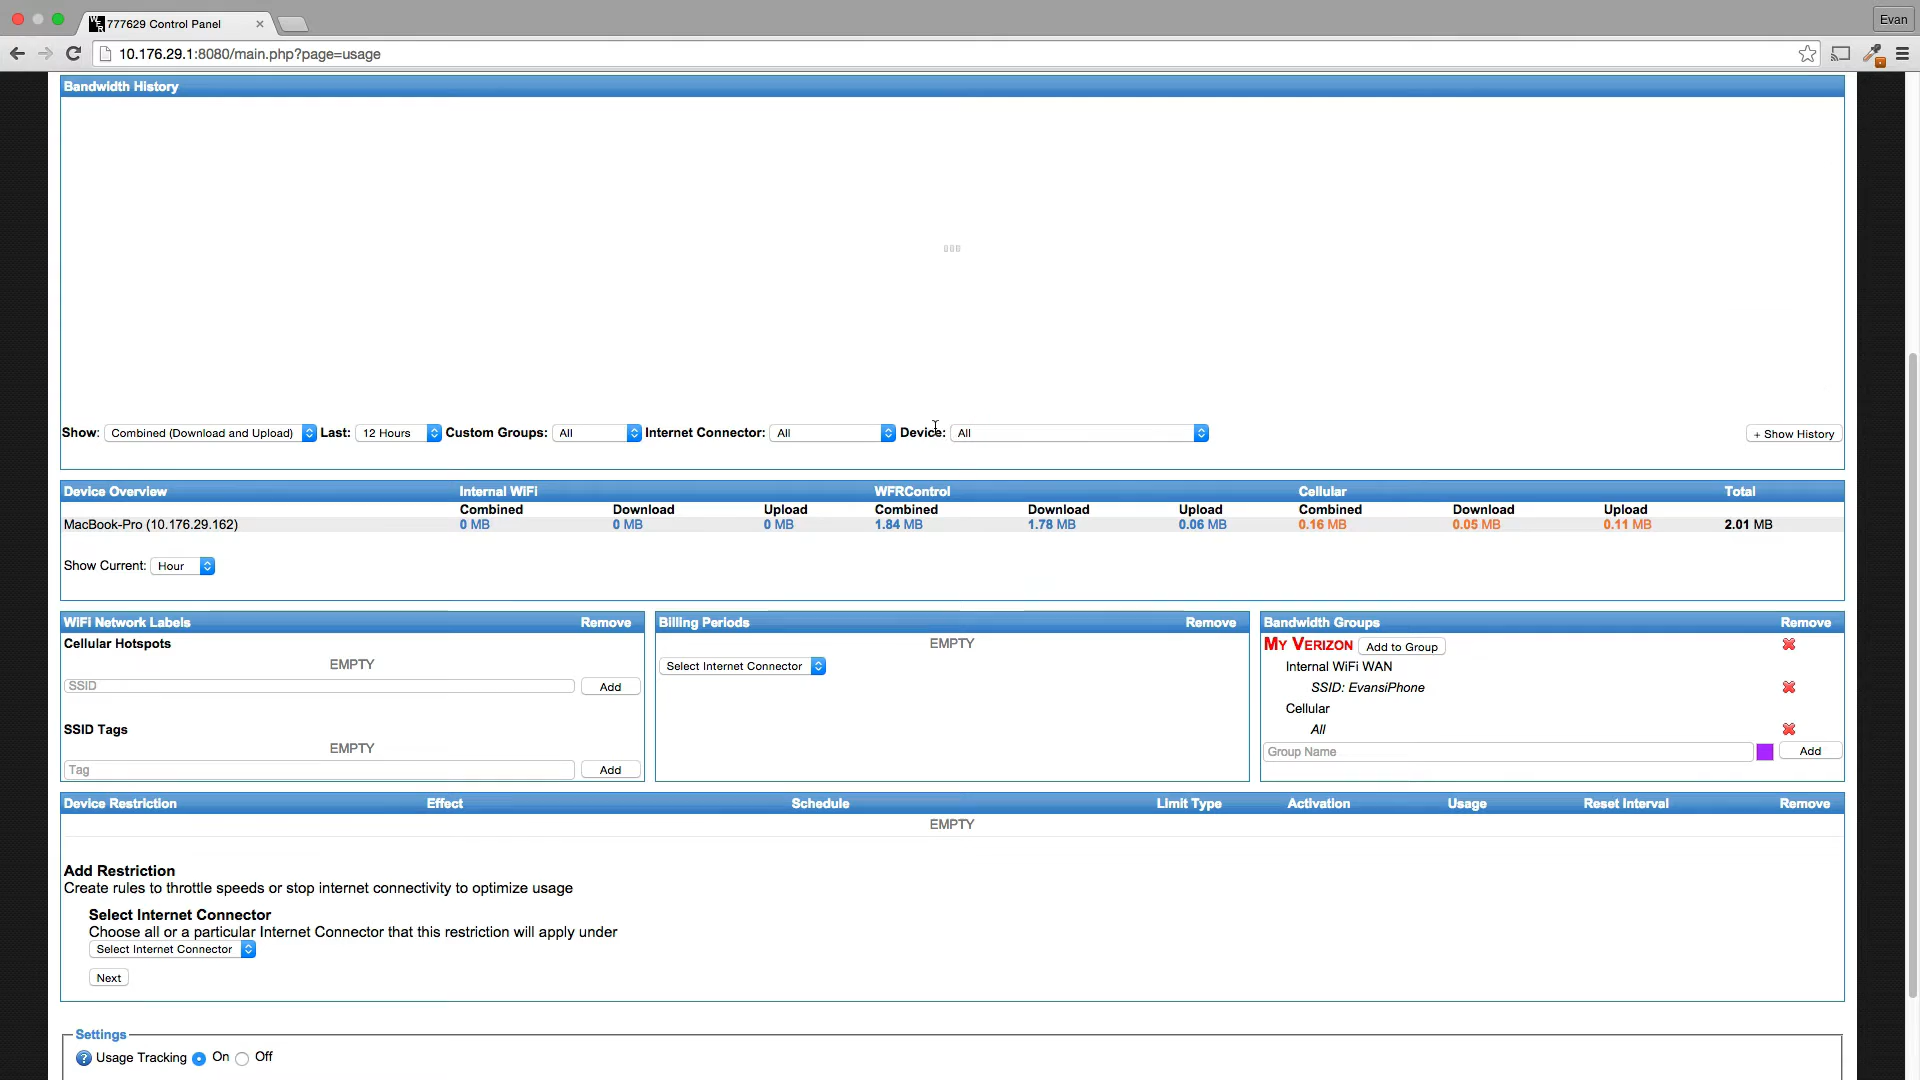 777629 Control Panel
Evan
10.176.29.1:8080/main.php?page=usage
Bandwidth History
Show: Combined (Download and Upload) Last: 12 Hours Custom Groups: All Internet Connector: All Device: All + Show History
Device Overview Internal WiFi WFRControl Cellular Total
Combined Download Upload Combined Download Upload Combined Download Upload
MacBook-Pro (10.176.29.162) 0 MB 0 MB 0 MB 1.84 MB 1.78 MB 0.06 MB 0.16 MB 0.05 MB 0.11 MB 2.01 MB
Show Current: Hour
WiFi Network Labels Remove
Cellular Hotspots
EMPTY
SSID Add
SSID Tags
EMPTY
Tag Add
Billing Periods Remove
EMPTY
Select Internet Connector
Bandwidth Groups Remove
My Verizon Add to Group
Internal WiFi WAN
SSID: EvansiPhone
Cellular
All
Group Name Add
Device Restriction Effect Schedule Limit Type Activation Usage Reset Interval Remove
EMPTY
Add Restriction
Create rules to throttle speeds or stop internet connectivity to optimize usage
Select Internet Connector
Choose all or a particular Internet Connector that this restriction will apply under
Select Internet Connector
Next
Settings
? Usage Tracking On Off